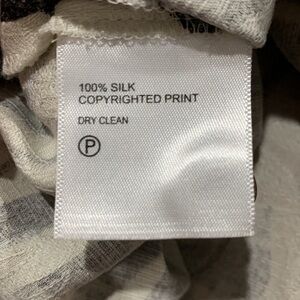 100% SILK
COPYRIGHTED PRINT
DRY CLEAN
P